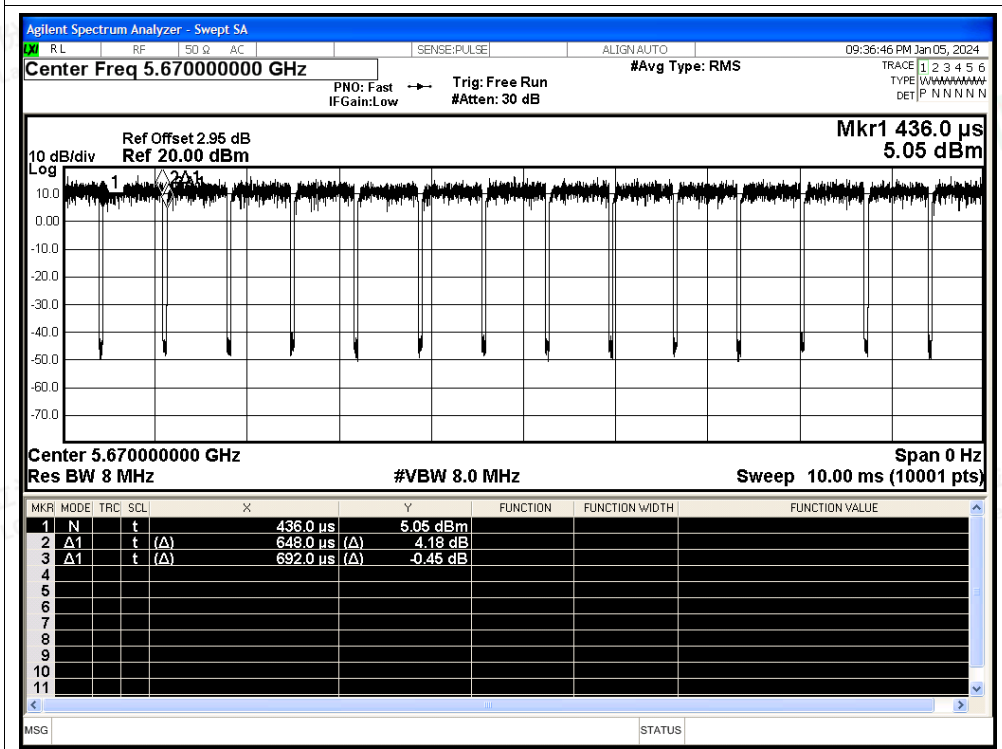 Agilent Spectrum Analyzer - Swept SA
LXI RL RF 50 Ω AC SENSE:PULSE ALIGN AUTO 09:36:46 PM Jan 05, 2024
Center Freq 5.670000000 GHz #Avg Type: RMS TRACE 1 2 3 4 5 6
PNO: Fast Trig: Free Run TYPE WWWWWW
IFGain:Low #Atten: 30 dB DET P N N N N N
Mkr1 436.0 µs
Ref Offset 2.95 dB
10 dB/div Ref 20.00 dBm 5.05 dBm
Log
1 2Δ1
10.0
0.00
-10.0
-20.0
-30.0
-40.0
-50.0
-60.0
-70.0
Center 5.670000000 GHz Span 0 Hz
Res BW 8 MHz #VBW 8.0 MHz Sweep 10.00 ms (10001 pts)
MKR MODE TRC SCL X Y FUNCTION FUNCTION WIDTH FUNCTION VALUE
1 N t 436.0 µs 5.05 dBm
2 Δ1 t (Δ) 648.0 µs (Δ) 4.18 dB
3 Δ1 t (Δ) 692.0 µs (Δ) -0.45 dB
4
5
6
7
8
9
10
11
MSG STATUS